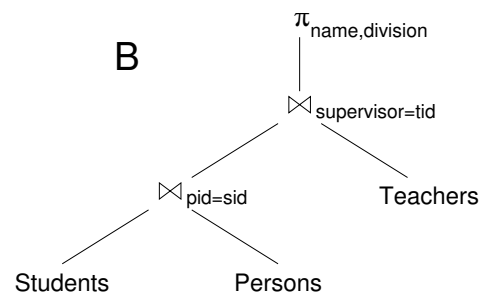 π name,division
B
⋈ supervisor=tid
⋈ pid=sid
Teachers
Students
Persons